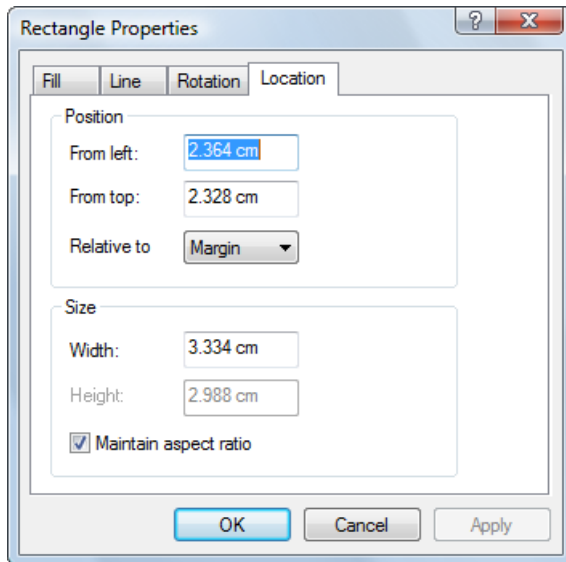 Rectangle Properties
?
Fill Line Rotation Location
Position
From left: 2.364 cm
From top: 2.328 cm
Relative to Margin
Size
Width: 3.334 cm
Height: 2.988 cm
Maintain aspect ratio
OK Cancel Apply